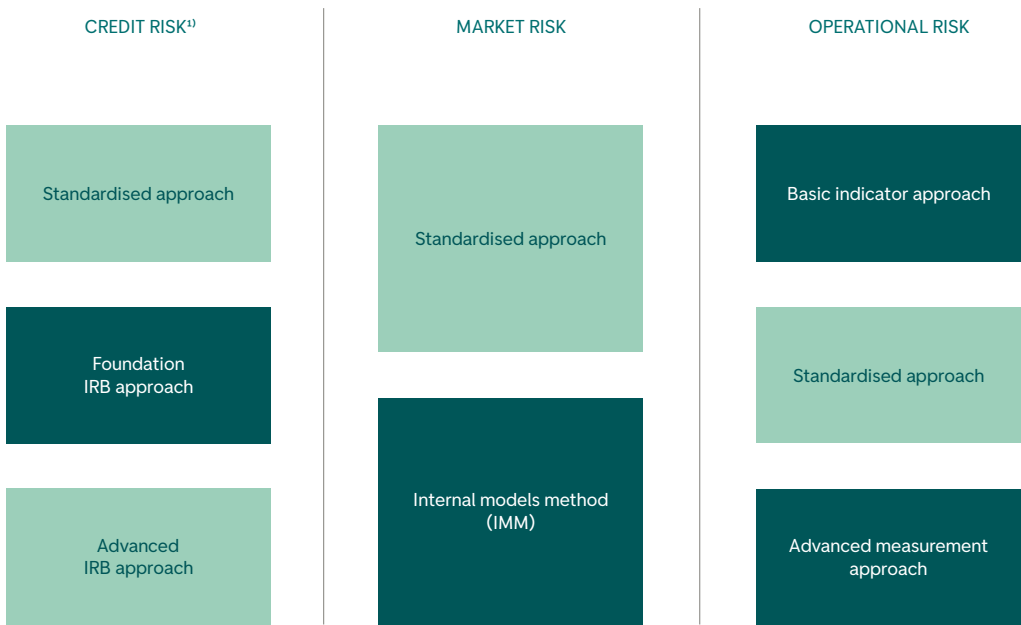 CREDIT RISK¹⁾
Standardised approach
Foundation
IRB approach
Advanced
IRB approach
MARKET RISK
Standardised approach
Internal models method
(IMM)
OPERATIONAL RISK
Basic indicator approach
Standardised approach
Advanced measurement
approach